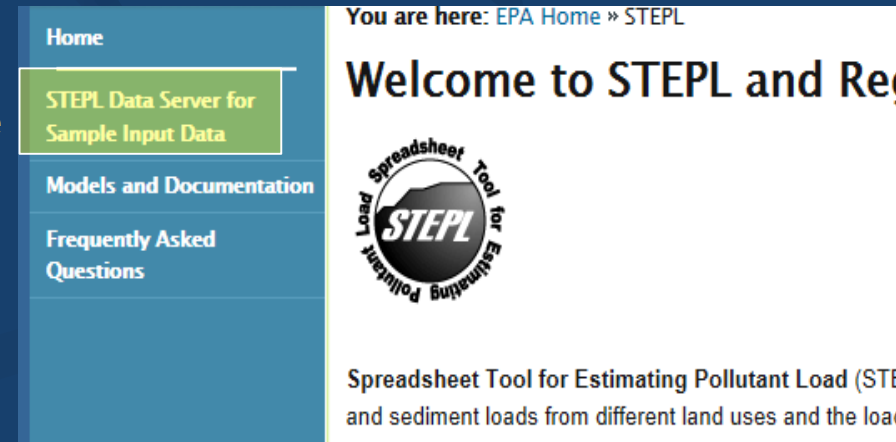 Home
STEPL Data Server for
Sample Input Data
Models and Documentation
Frequently Asked
Questions
You are here: EPA Home » STEPL
Welcome to STEPL and Reg
Spreadsheet Tool for Estimating Pollutant Load
STEPL
Spreadsheet Tool for Estimating Pollutant Load (STE
and sediment loads from different land uses and the loa